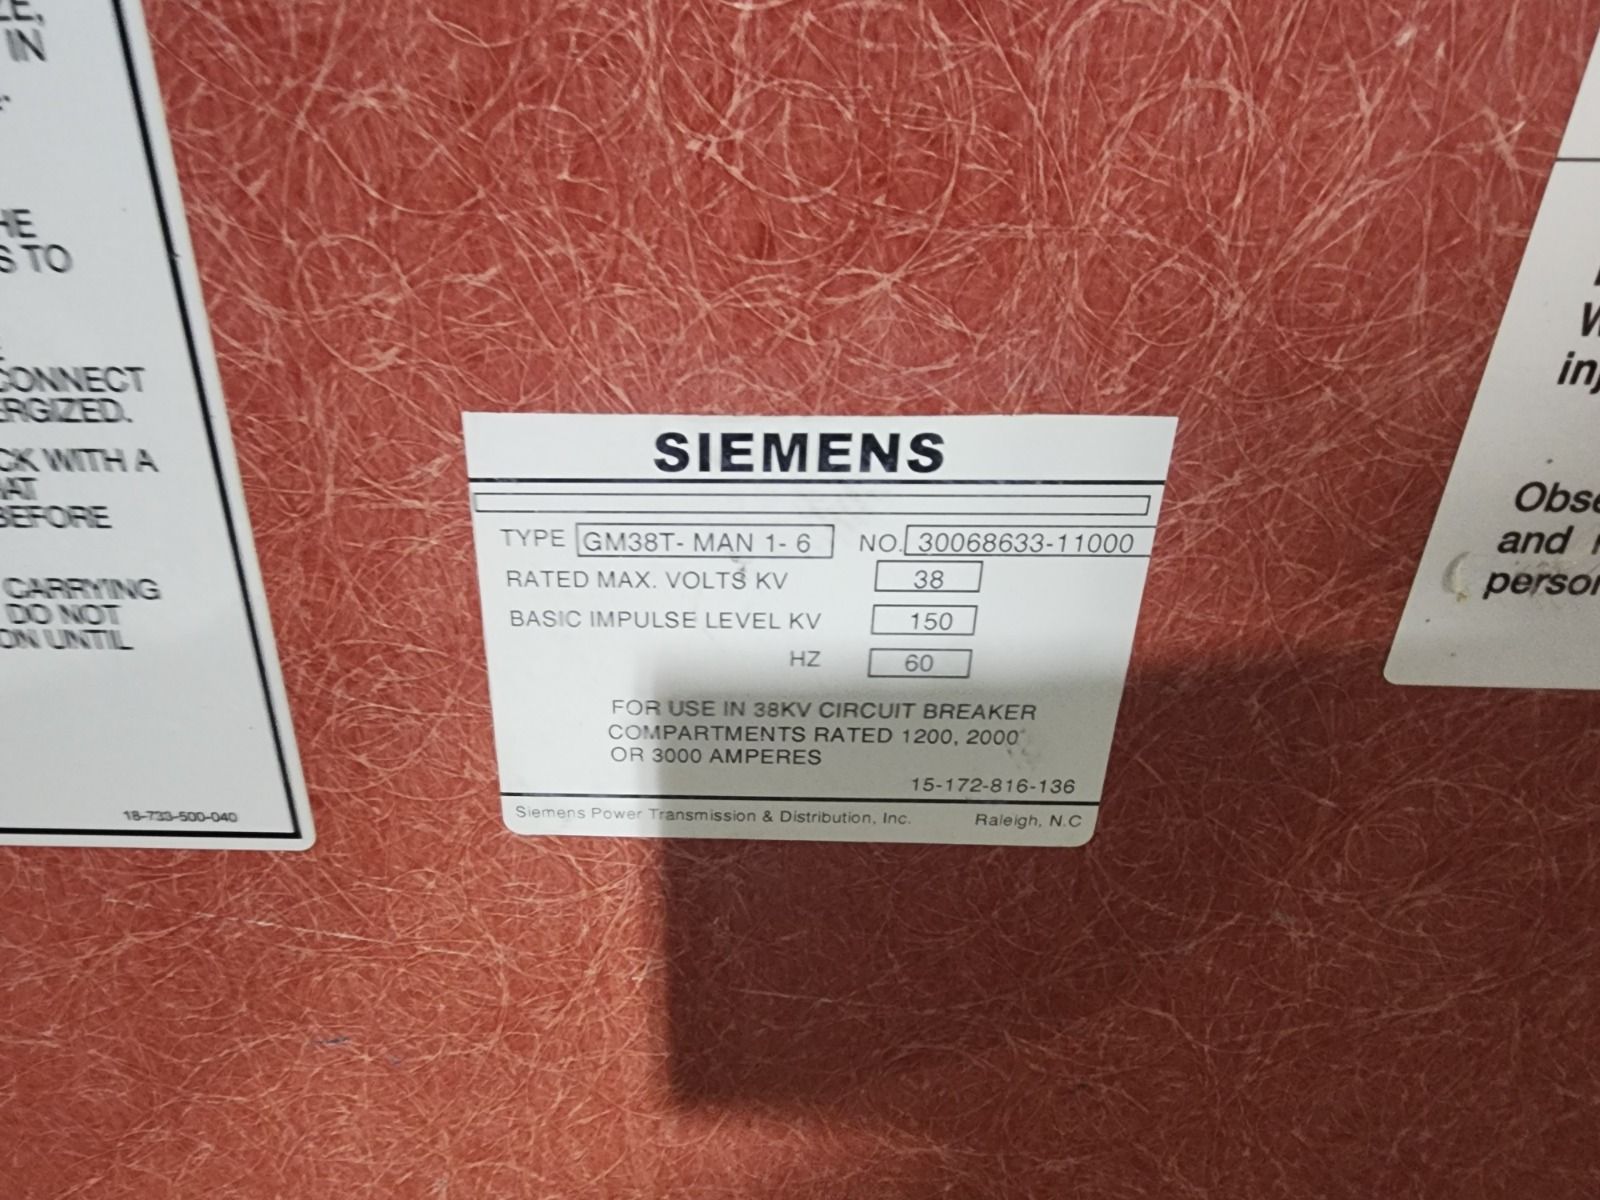 IN
S TO
CONNECT
CK WITH A
BEFORE
CARRYING
DO NOT
ON UNTIL
18-733-500-040
SIEMENS
TYPE GM38T- MAN 1- 6 NO. 30068633-11000
RATED MAX. VOLTS KV 38
BASIC IMPULSE LEVEL KV 150
HZ 60
FOR USE IN 38KV CIRCUIT BREAKER
COMPARTMENTS RATED 1200, 2000
OR 3000 AMPERES
15-172-816-136
Siemens Power Transmission & Distribution, Inc. Raleigh, N.C
and